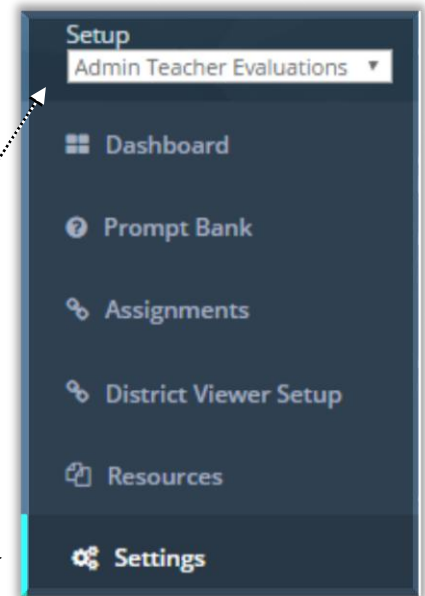 Setup
Admin Teacher Evaluations
Dashboard
Prompt Bank
Assignments
District Viewer Setup
Resources
Settings